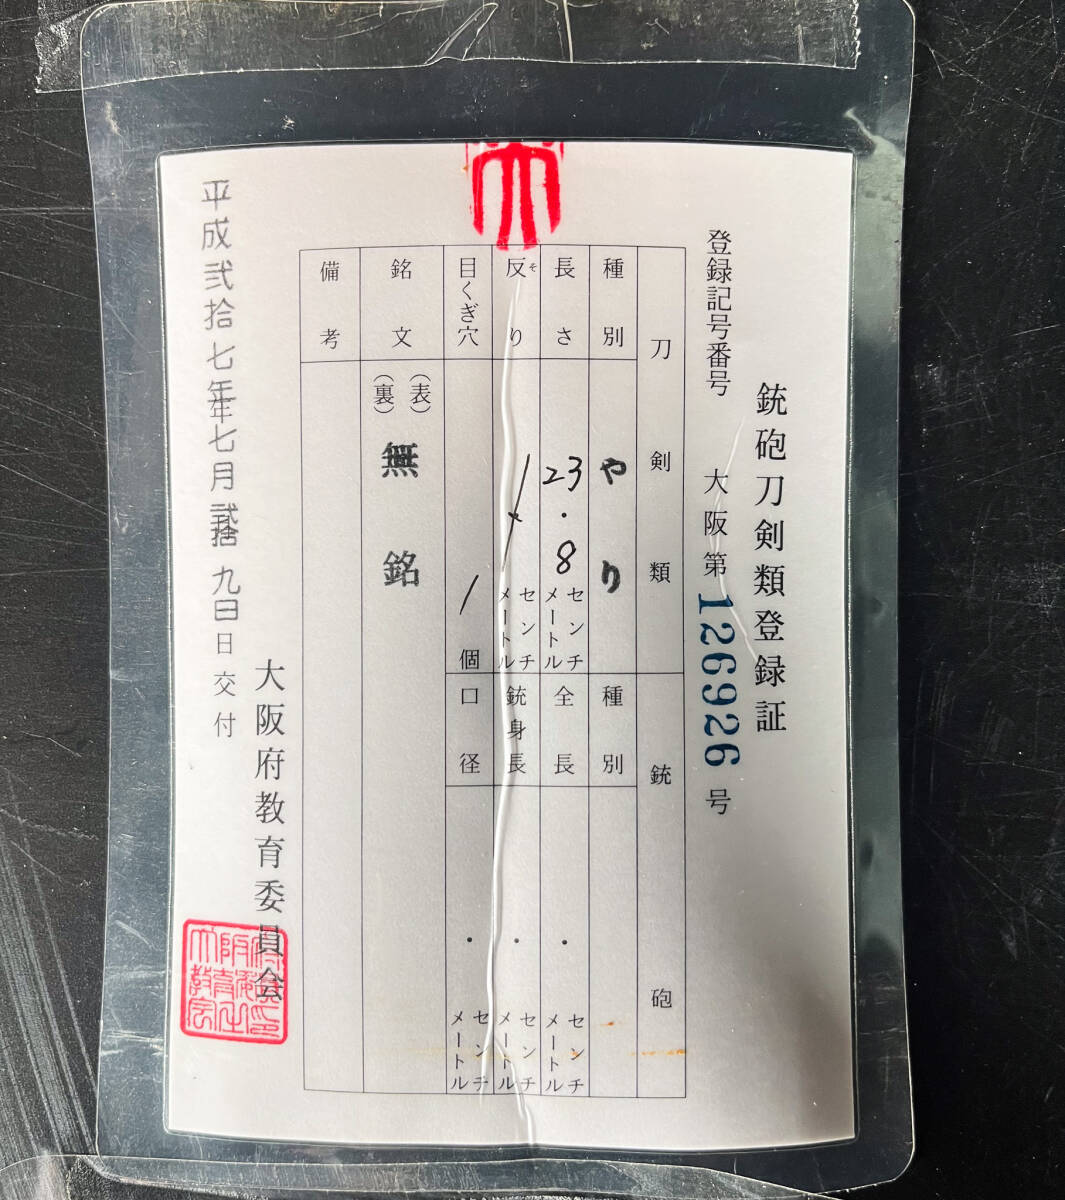 銃砲刀剣類登録証
登録記号番号 大阪第126926号
刀剣類
種別 やり
長さ 23.8 センチメートル
反り そ センチメートル
目くぎ穴 1 個
銃砲
種別
全長 ・ センチメートル
銃身長 ・ センチメートル
口径 ・ センチメートル
銘文 (表) 無銘
(裏)
備考
大阪府教育委員会
平成弐拾七年七月弐拾九日日交付